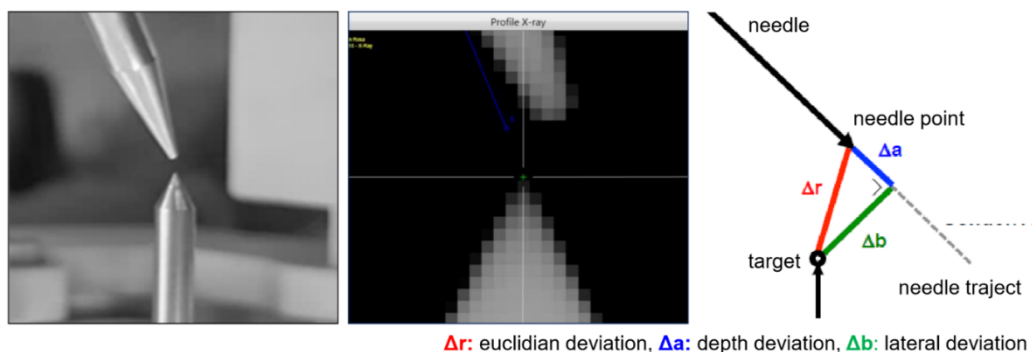 Profile X-ray
needle
needle point
Δa
Δr
Δb
target
needle traject
Δr: euclidian deviation, Δa: depth deviation, Δb: lateral deviation